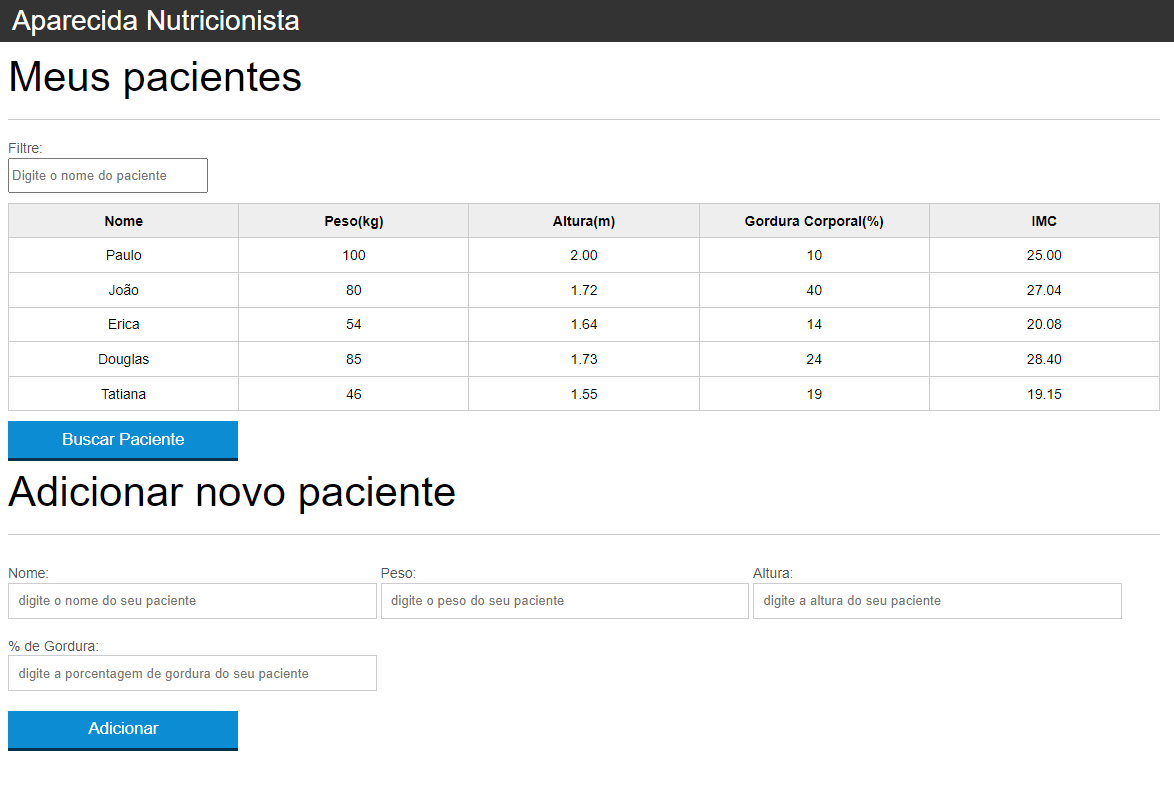 Aparecida Nutricionista
Meus pacientes
Filtre:
Digite o nome do paciente
Nome Peso(kg) Altura(m) Gordura Corporal(%) IMC
Paulo 100 2.00 10 25.00
João 80 1.72 40 27.04
Erica 54 1.64 14 20.08
Douglas 85 1.73 24 28.40
Tatiana 46 1.55 19 19.15
Buscar Paciente
Adicionar novo paciente
Nome: Peso: Altura:
digite o nome do seu paciente digite o peso do seu paciente digite a altura do seu paciente
% de Gordura:
digite a porcentagem de gordura do seu paciente
Adicionar